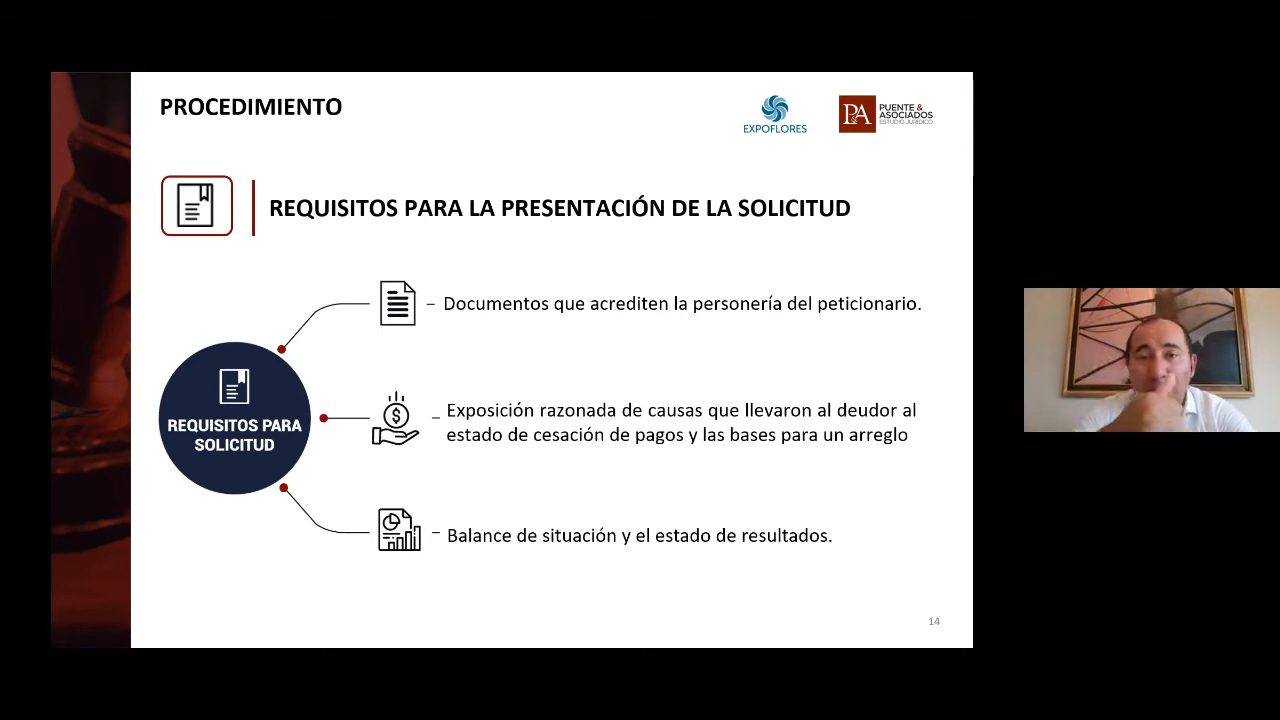 PROCEDIMIENTO
EXPOFLORES
P&A
PUENTE &
ASOCIADOS
ESTUDIO JURÍDICO
REQUISITOS PARA LA PRESENTACIÓN DE LA SOLICITUD
Documentos que acrediten la personería del peticionario.
REQUISITOS PARA
SOLICITUD
Exposición razonada de causas que llevaron al deudor al
estado de cesación de pagos y las bases para un arreglo
Balance de situación y el estado de resultados.
14